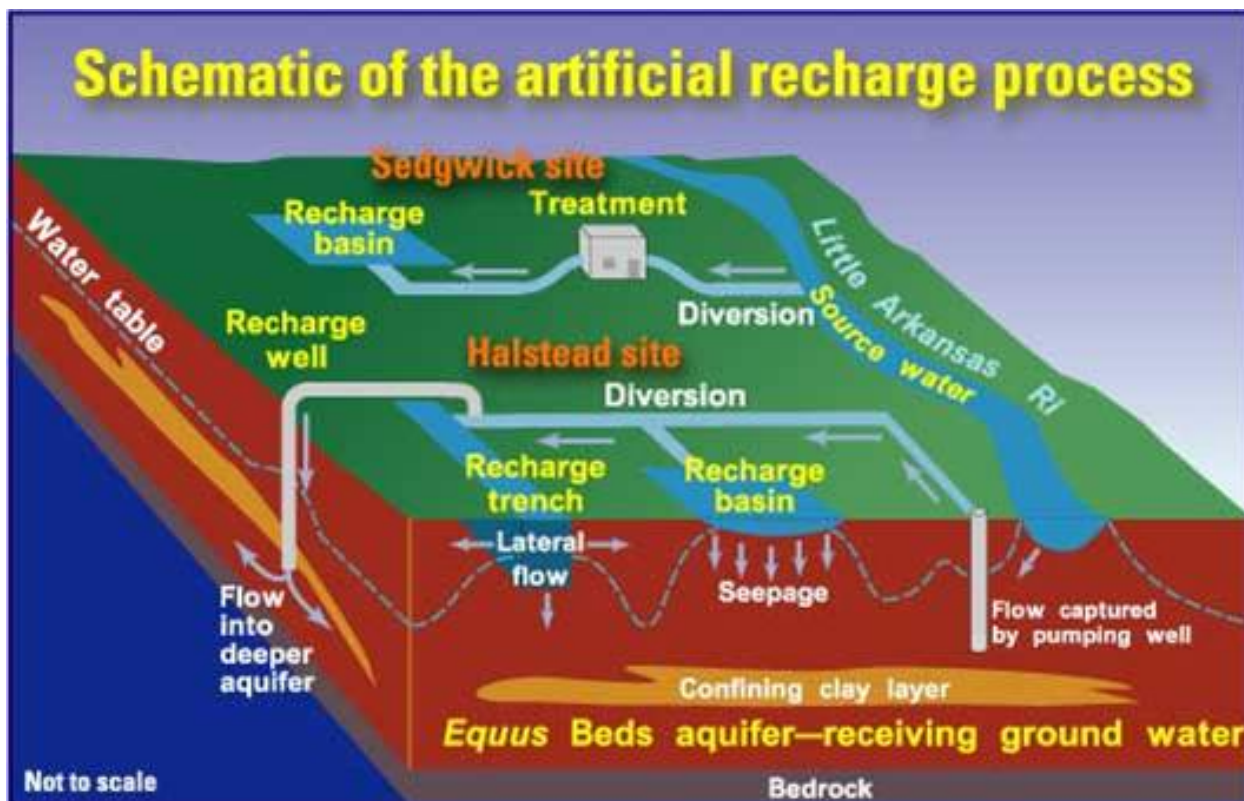 Schematic of the artificial recharge process
Sedgwick site
Treatment
Recharge
basin
Water table
Little Arkansas RI
Source water
Diversion
Recharge
well
Halstead site
Diversion
Recharge
trench
Recharge
basin
Lateral
flow
Seepage
Flow captured
by pumping well
Flow
into
deeper
aquifer
Confining clay layer
Equus Beds aquifer—receiving ground water
Not to scale
Bedrock